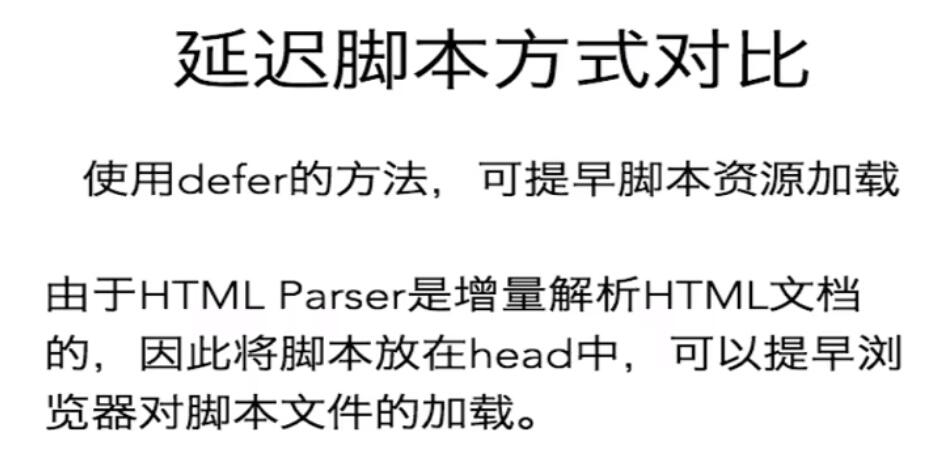 延迟脚本方式对比
使用defer的方法，可提早脚本资源加载
由于HTML Parser是增量解析HTML文档
的，因此将脚本放在head中，可以提早浏
览器对脚本文件的加载。